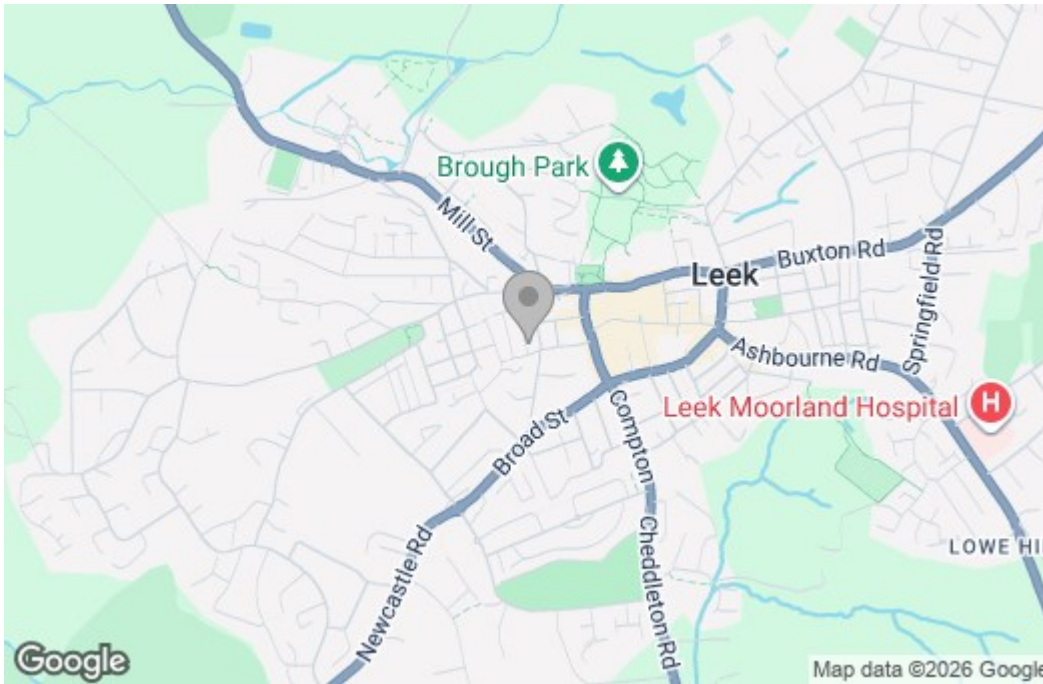 Brough Park
Mill St
Leek
Buxton Rd
Springfield Rd
Ashbourne Rd
Leek Moorland Hospital
H
Compton
Broad St
Cheddleton Rd
Newcastle Rd
LOWE HI
Google
Map data ©2026 Google